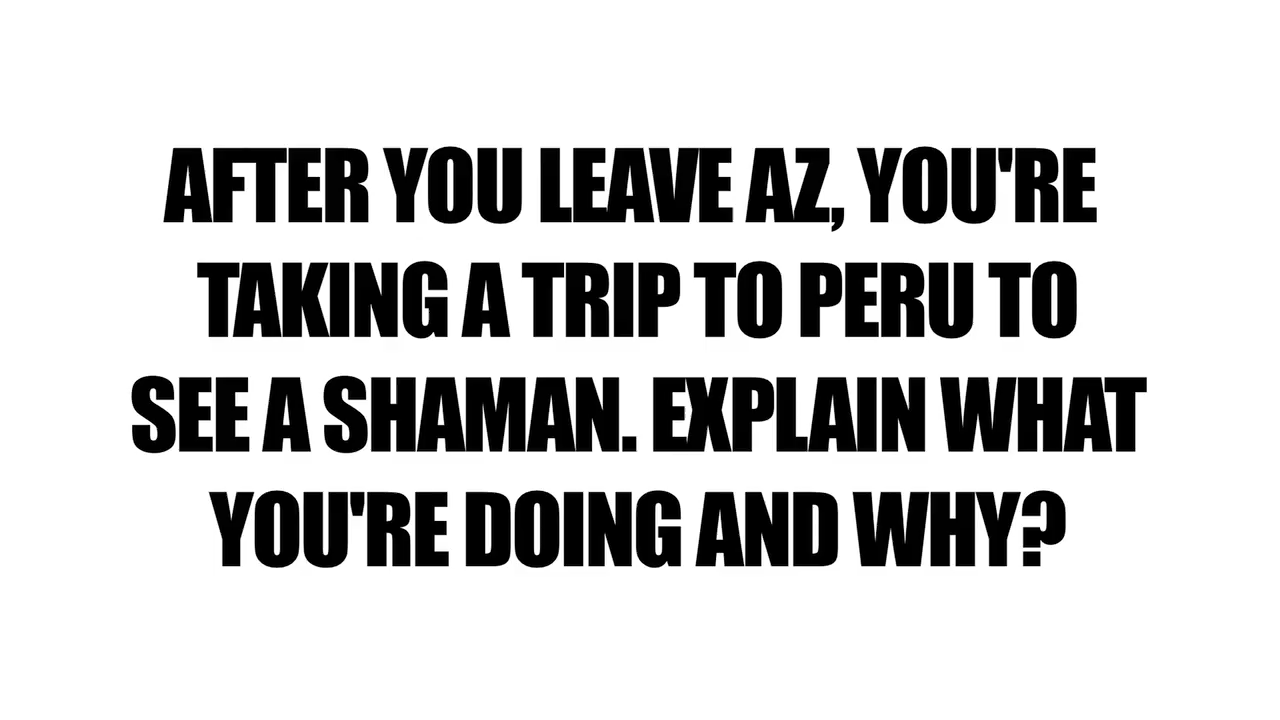 AFTER YOU LEAVE AZ, YOU'RE
TAKING A TRIP TO PERU TO
SEE A SHAMAN. EXPLAIN WHAT
YOU'RE DOING AND WHY?